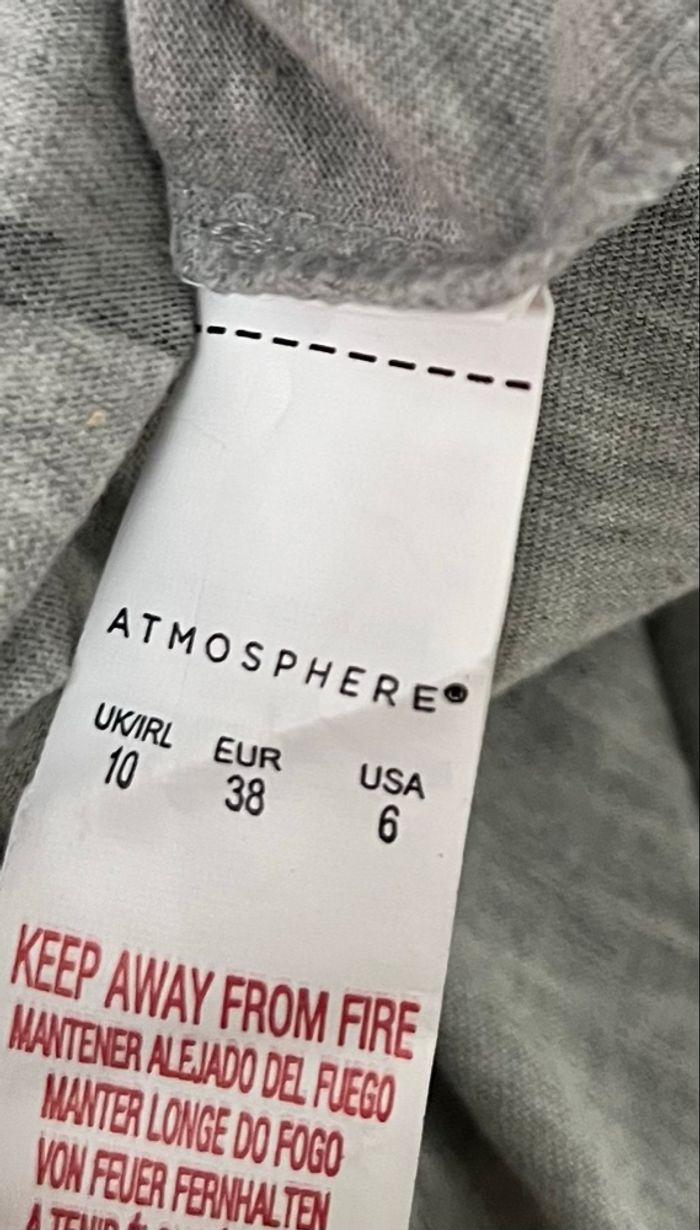 ATMOSPHERE®
UK/IRL EUR USA
10 38 6
KEEP AWAY FROM FIRE
MANTENER ALEJADO DEL FUEGO
MANTER LONGE DO FOGO
VON FEUER FERNHALTEN
A TENIR